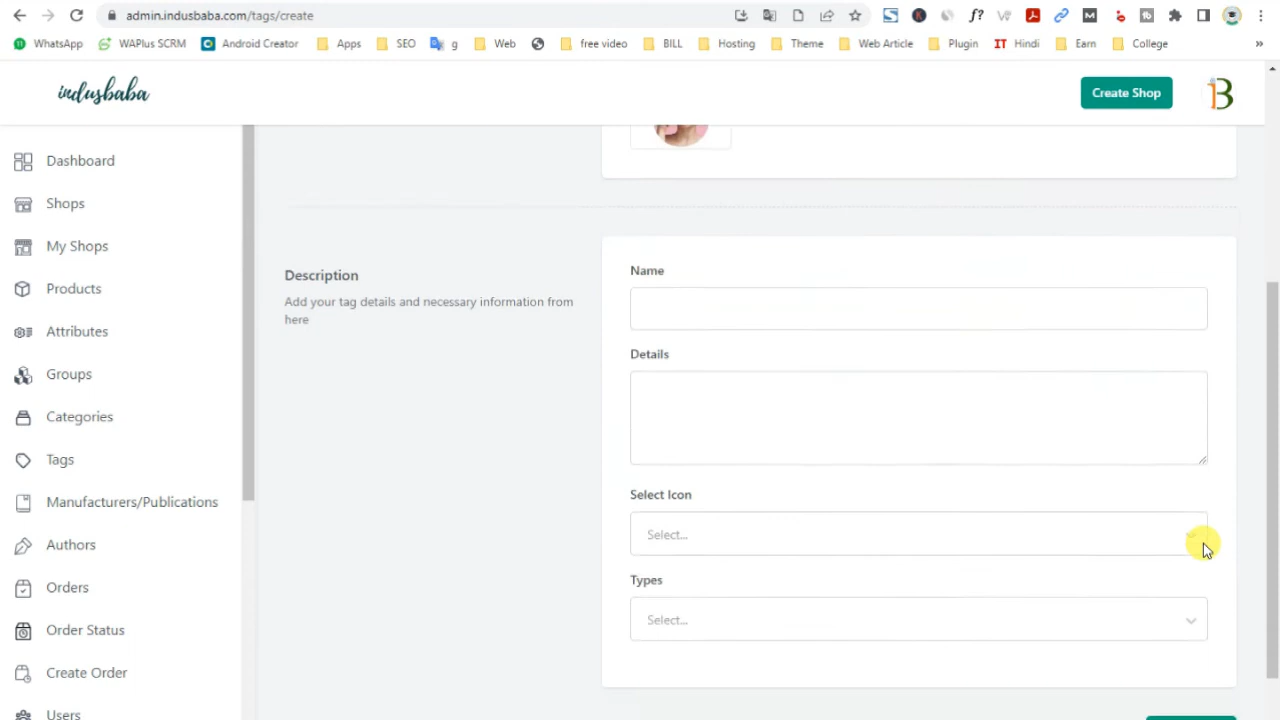 admin.indusbaba.com/tags/create
WhatsApp
WAPlus SCRM
Android Creator
Apps
SEO
g
Web
free video
BILL
Hosting
Theme
Web Article
Plugin
IT Hindi
Earn
College
indusbaba
Create Shop
Dashboard
Shops
My Shops
Products
Attributes
Groups
Categories
Tags
Manufacturers/Publications
Authors
Orders
Order Status
Create Order
Users
Description
Add your tag details and necessary information from
here
Name
Details
Select Icon
Select...
Types
Select...